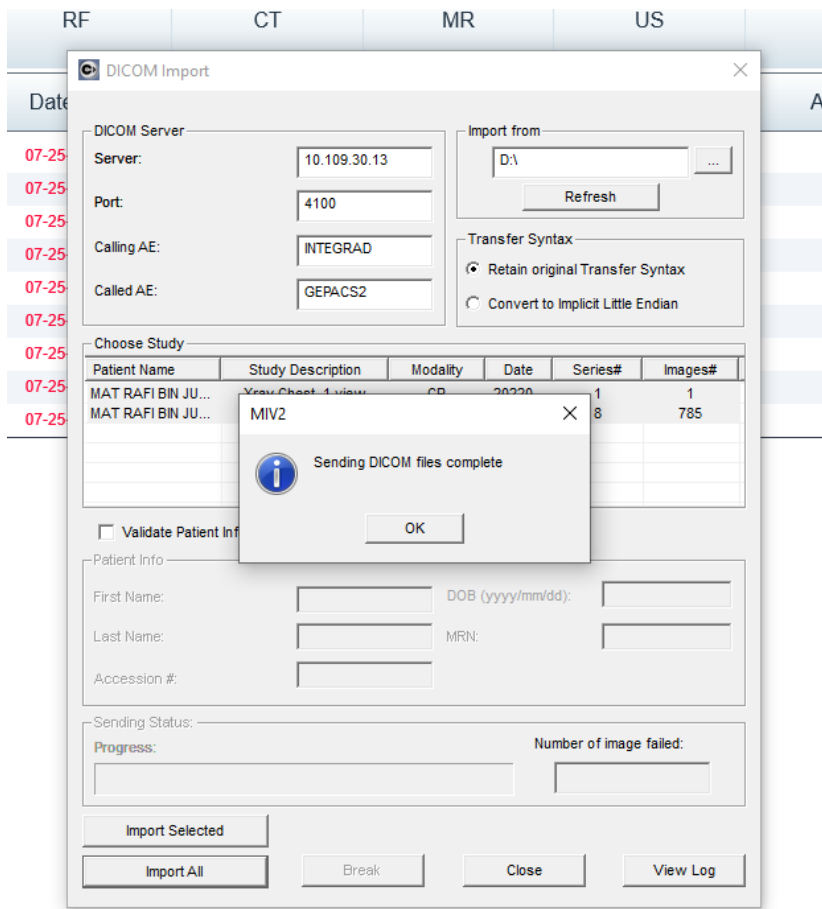 RF CT MR US
DICOM Import
Date A
DICOM Server
Server: 10.109.30.13
Port: 4100
Calling AE: INTEGRAD
Called AE: GEPACS2
Import from
D:\ ...
Refresh
Transfer Syntax
Retain original Transfer Syntax
Convert to Implicit Little Endian
07-25-
07-25-
07-25-
07-25-
07-25-
07-25-
07-25-
07-25-
07-25-
Choose Study
Patient Name Study Description Modality Date Series# Images#
MAT RAFI BIN JU... Xray Chest, 1 view CR 20220... 1 1
MAT RAFI BIN JU... 8 785
MIV2
Sending DICOM files complete
OK
Validate Patient Inf
Patient Info
First Name: DOB (yyyy/mm/dd):
Last Name: MRN:
Accession #:
Sending Status:
Progress: Number of image failed:
Import Selected
Import All Break Close View Log